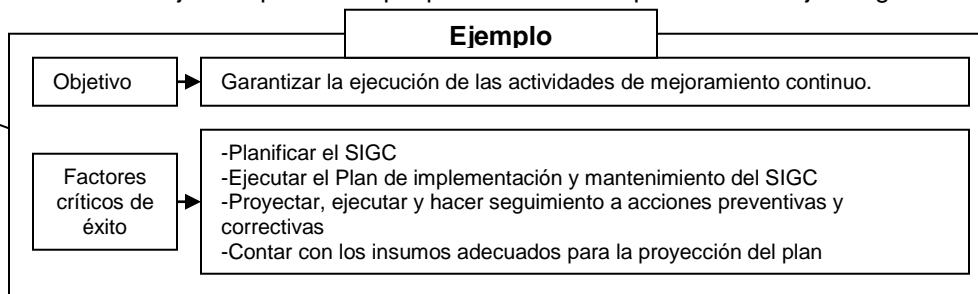 Ejemplo
Objetivo
Garantizar la ejecución de las actividades de mejoramiento continuo.
Factores
críticos de
éxito
-Planificar el SIGC
-Ejecutar el Plan de implementación y mantenimiento del SIGC
-Proyectar, ejecutar y hacer seguimiento a acciones preventivas y
correctivas
-Contar con los insumos adecuados para la proyección del plan